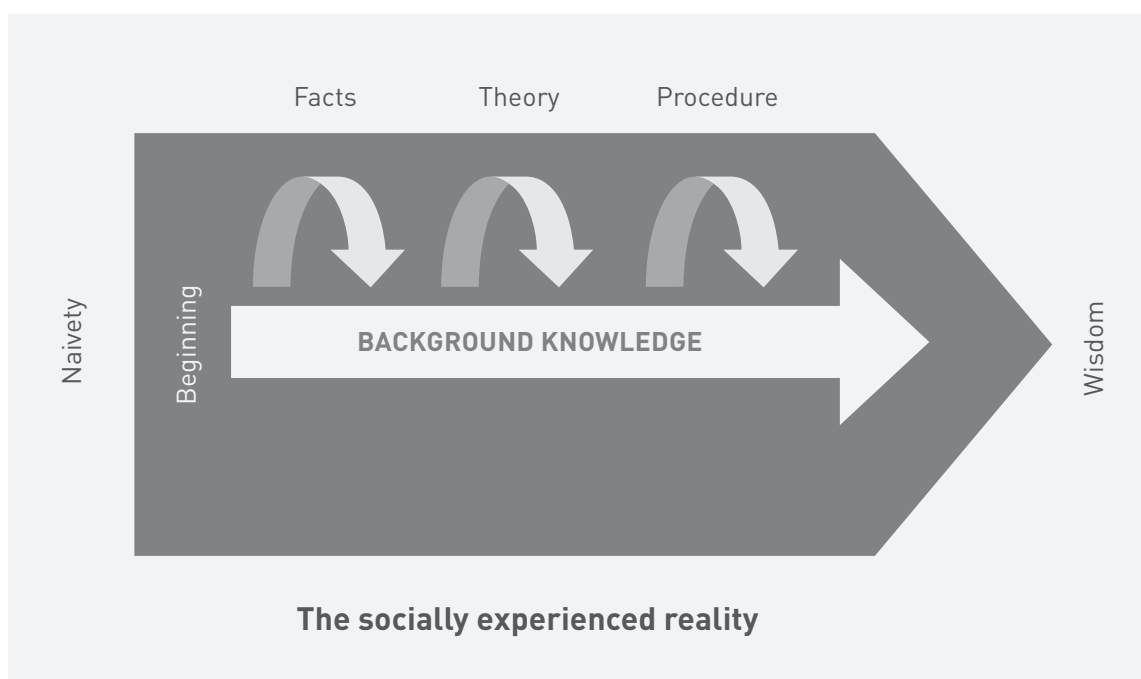 Facts
Theory
Procedure
Naivety
Beginning
BACKGROUND KNOWLEDGE
Wisdom
The socially experienced reality